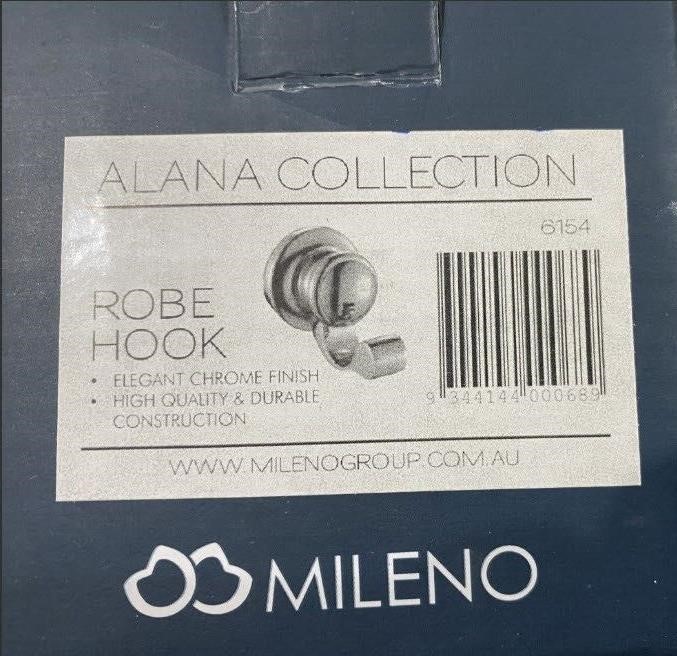 ALANA COLLECTION
6154
ROBE
HOOK
• ELEGANT CHROME FINISH
• HIGH QUALITY & DURABLE
CONSTRUCTION
9 344144 000689
WWW.MILENOGROUP.COM.AU
MILENO